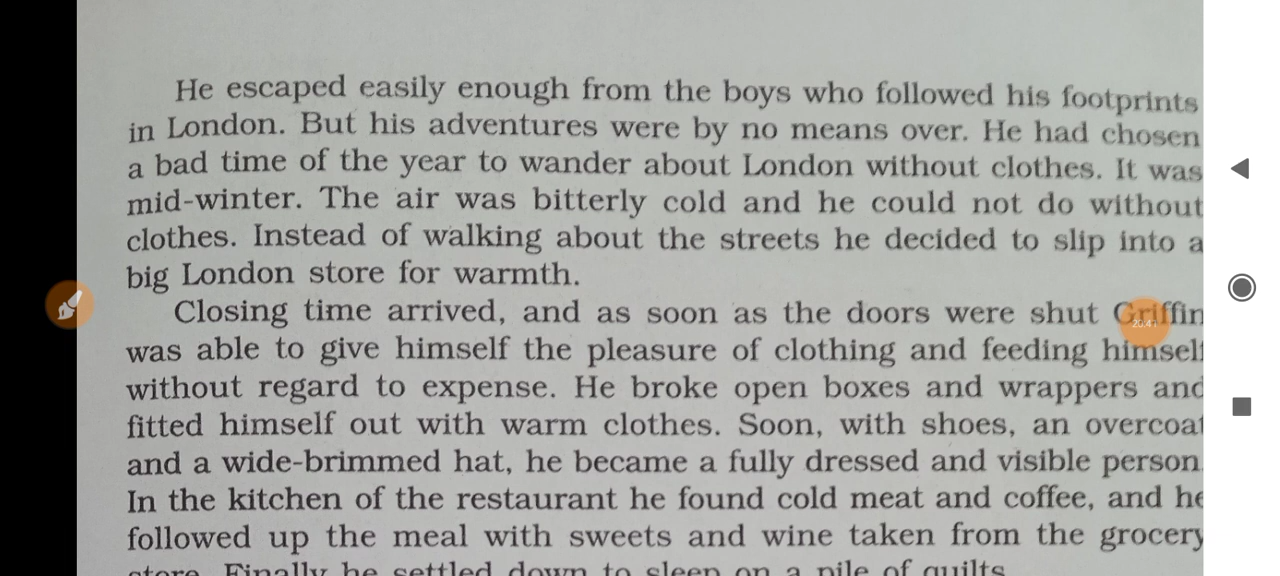 He escaped easily enough from the boys who followed his footprints
in London. But his adventures were by no means over. He had chosen
a bad time of the year to wander about London without clothes. It was
mid-winter. The air was bitterly cold and he could not do without
clothes. Instead of walking about the streets he decided to slip into a
big London store for warmth.
Closing time arrived, and as soon as the doors were shut Griffin
was able to give himself the pleasure of clothing and feeding himself
without regard to expense. He broke open boxes and wrappers and
fitted himself out with warm clothes. Soon, with shoes, an overcoat
and a wide-brimmed hat, he became a fully dressed and visible person.
In the kitchen of the restaurant he found cold meat and coffee, and he
followed up the meal with sweets and wine taken from the grocery
store. Finally he settled down to sleep on a pile of quilts